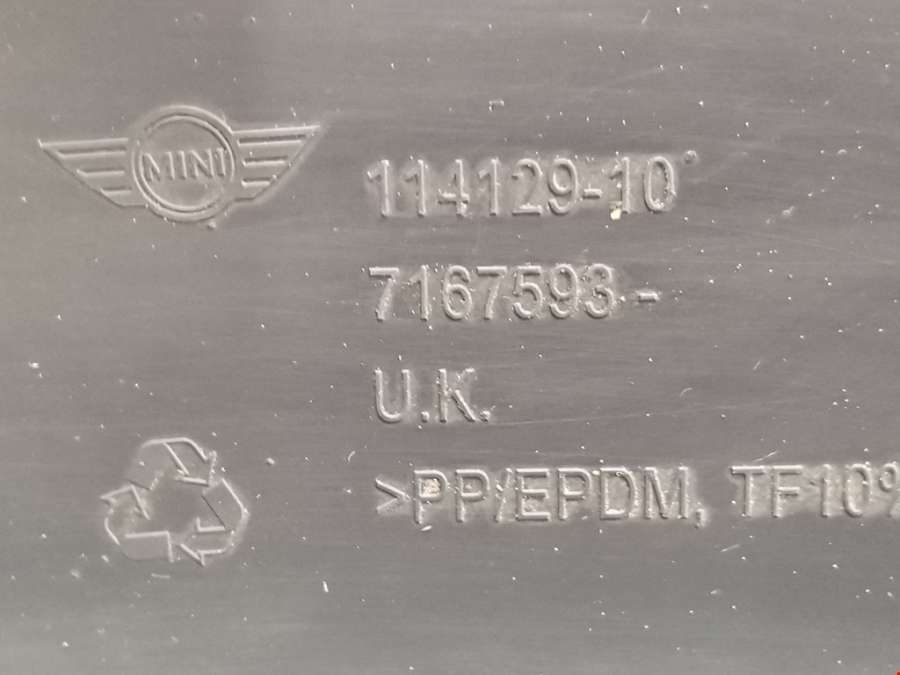 MINI
114129-10
7167593-
U.K.
>PP/EPDM, TF10%